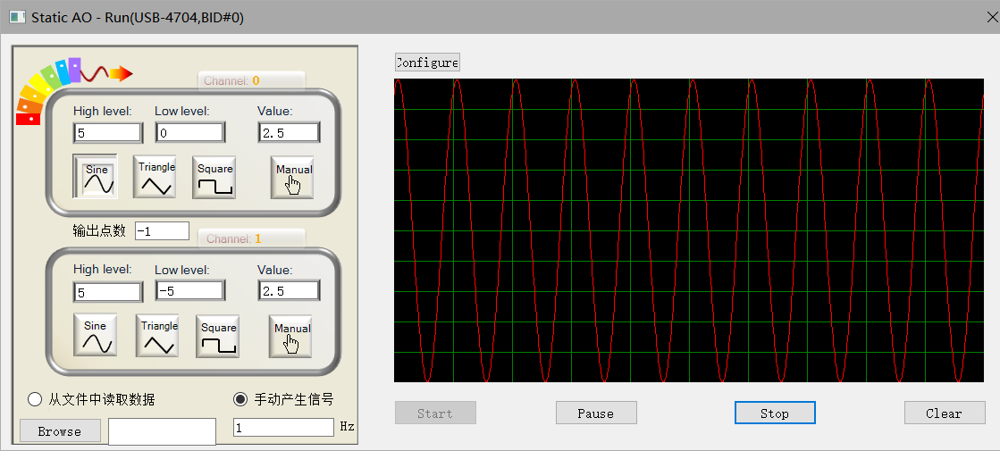 Static AO - Run(USB-4704,BID#0)
Configure
Channel: 0
High level: Low level: Value:
5 0 2.5
Sine Triangle Square Manual
输出点数 -1
Channel: 1
High level: Low level: Value:
5 -5 2.5
Sine Triangle Square Manual
从文件中读取数据 手动产生信号
Browse 1 Hz
Start Pause Stop Clear